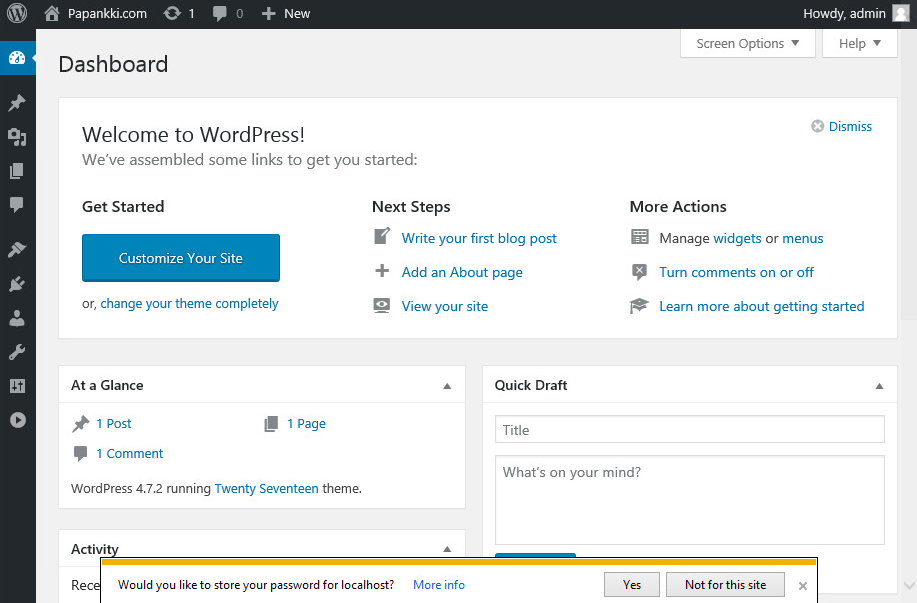 Papankki.com 1 0 New Howdy, admin
Screen Options Help
Dashboard
Welcome to WordPress!
Dismiss
We've assembled some links to get you started:
Get Started
Customize Your Site
or, change your theme completely
Next Steps
Write your first blog post
Add an About page
View your site
More Actions
Manage widgets or menus
Turn comments on or off
Learn more about getting started
At a Glance
1 Post 1 Page
1 Comment
WordPress 4.7.2 running Twenty Seventeen theme.
Quick Draft
Title
What's on your mind?
Activity
Rece
Would you like to store your password for localhost? More info Yes Not for this site